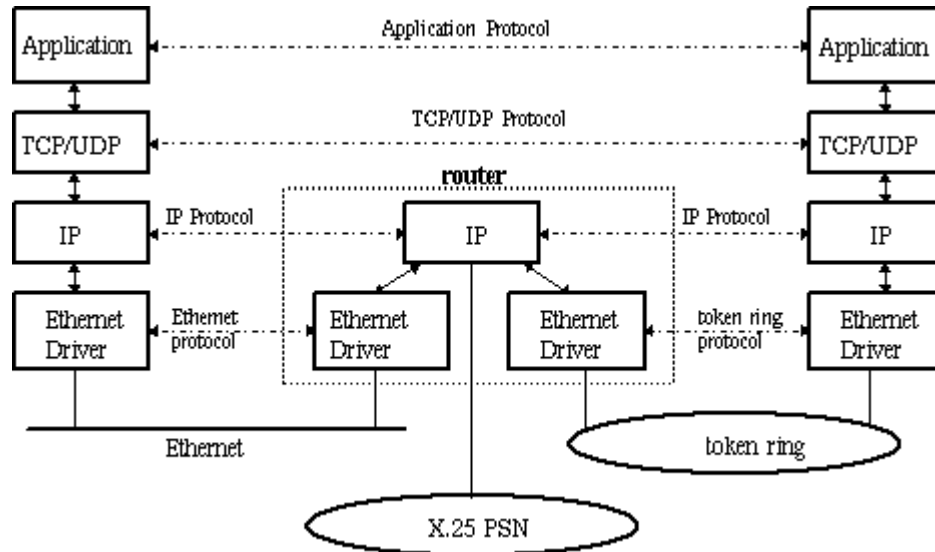 Application Protocol
Application
Application
TCP/UDP Protocol
TCP/UDP
TCP/UDP
router
IP Protocol
IP Protocol
IP
IP
IP
Ethernet
Driver
Ethernet
protocol
Ethernet
Driver
Ethernet
Driver
token ring
protocol
Ethernet
Driver
Ethernet
token ring
X.25 PSN